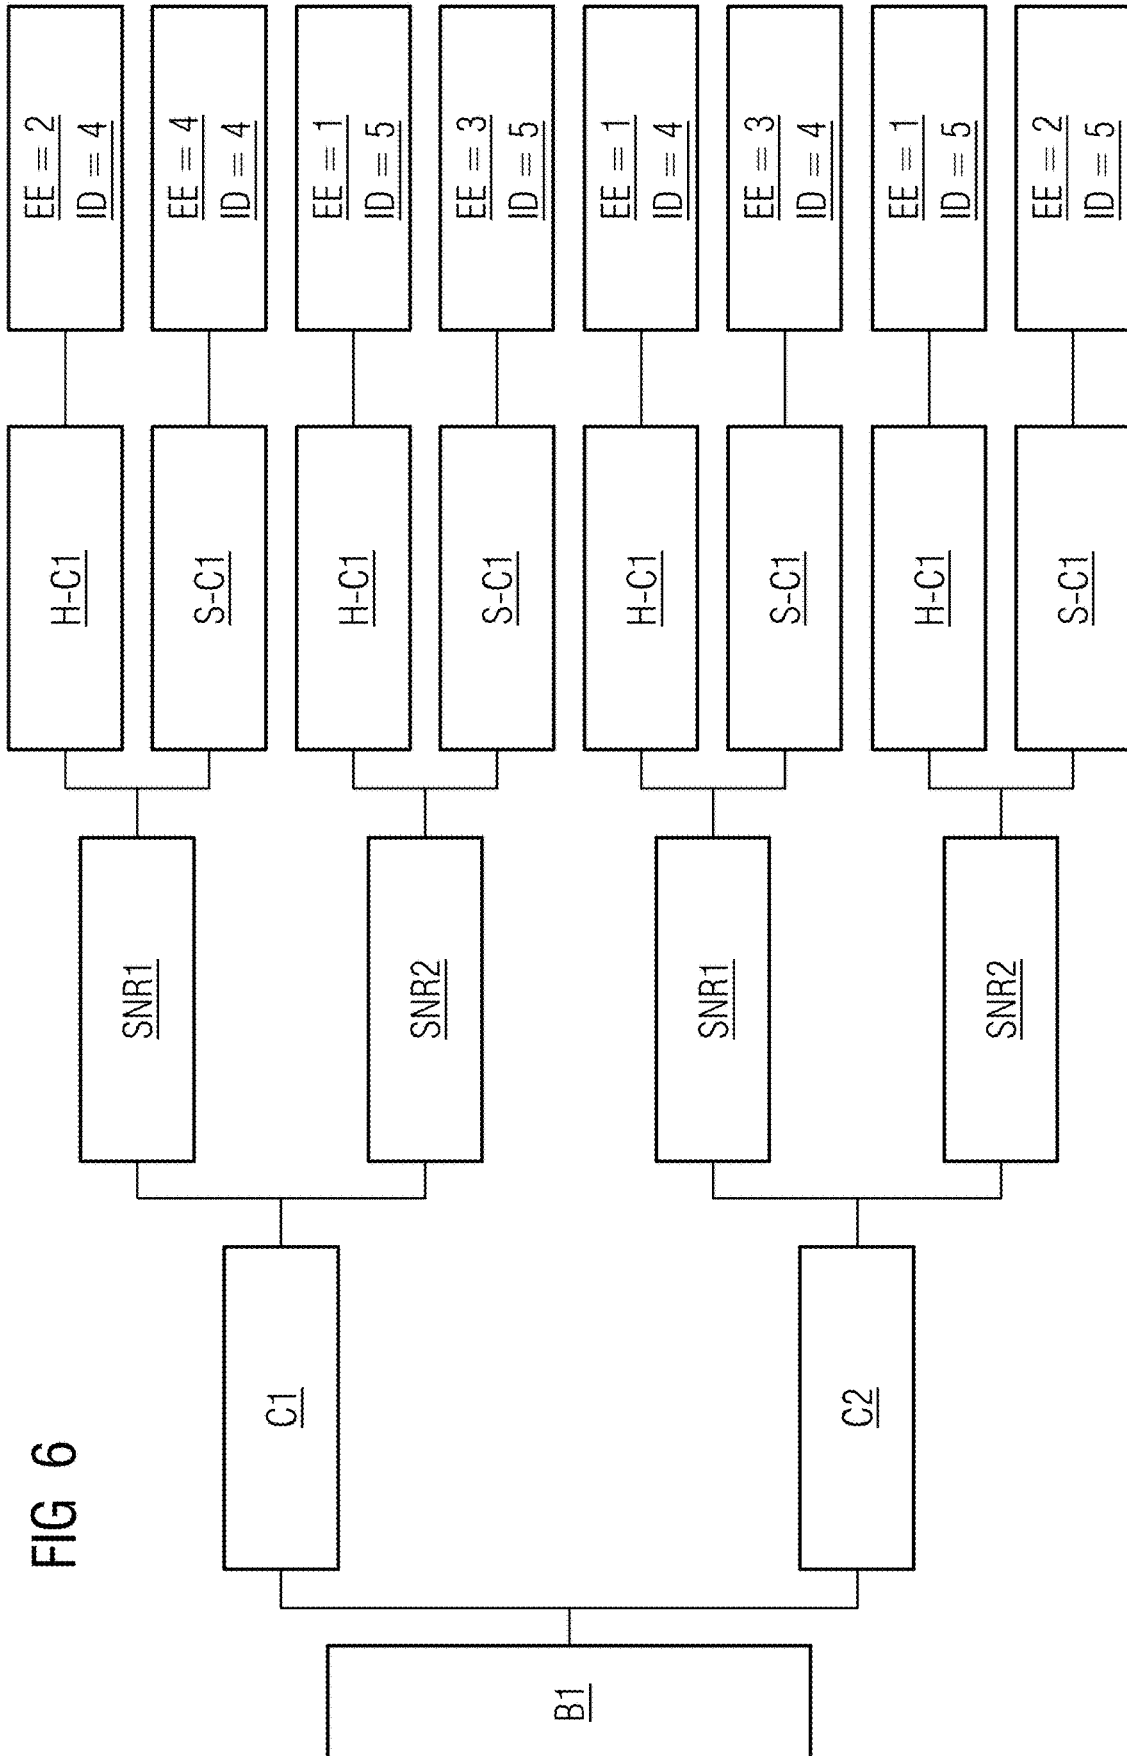 FIG 6
B1
C1
C2
SNR1
SNR2
SNR1
SNR2
H-C1
S-C1
H-C1
S-C1
H-C1
S-C1
H-C1
S-C1
EE = 2
ID = 4
EE = 4
ID = 4
EE = 1
ID = 5
EE = 3
ID = 5
EE = 1
ID = 4
EE = 3
ID = 4
EE = 1
ID = 5
EE = 2
ID = 5